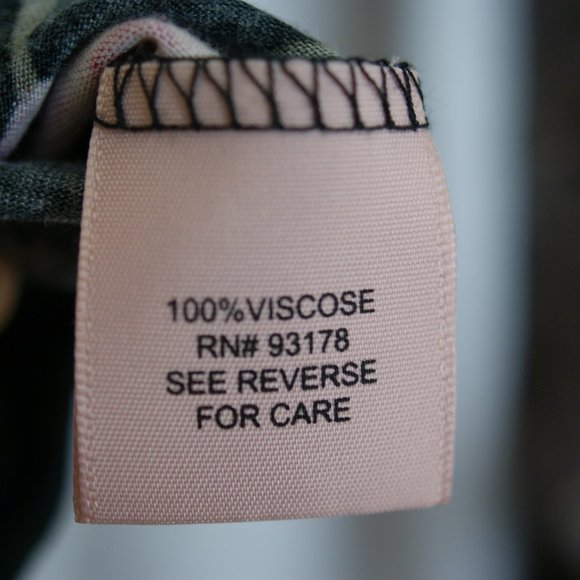 100%VISCOSE
RN# 93178
SEE REVERSE
FOR CARE